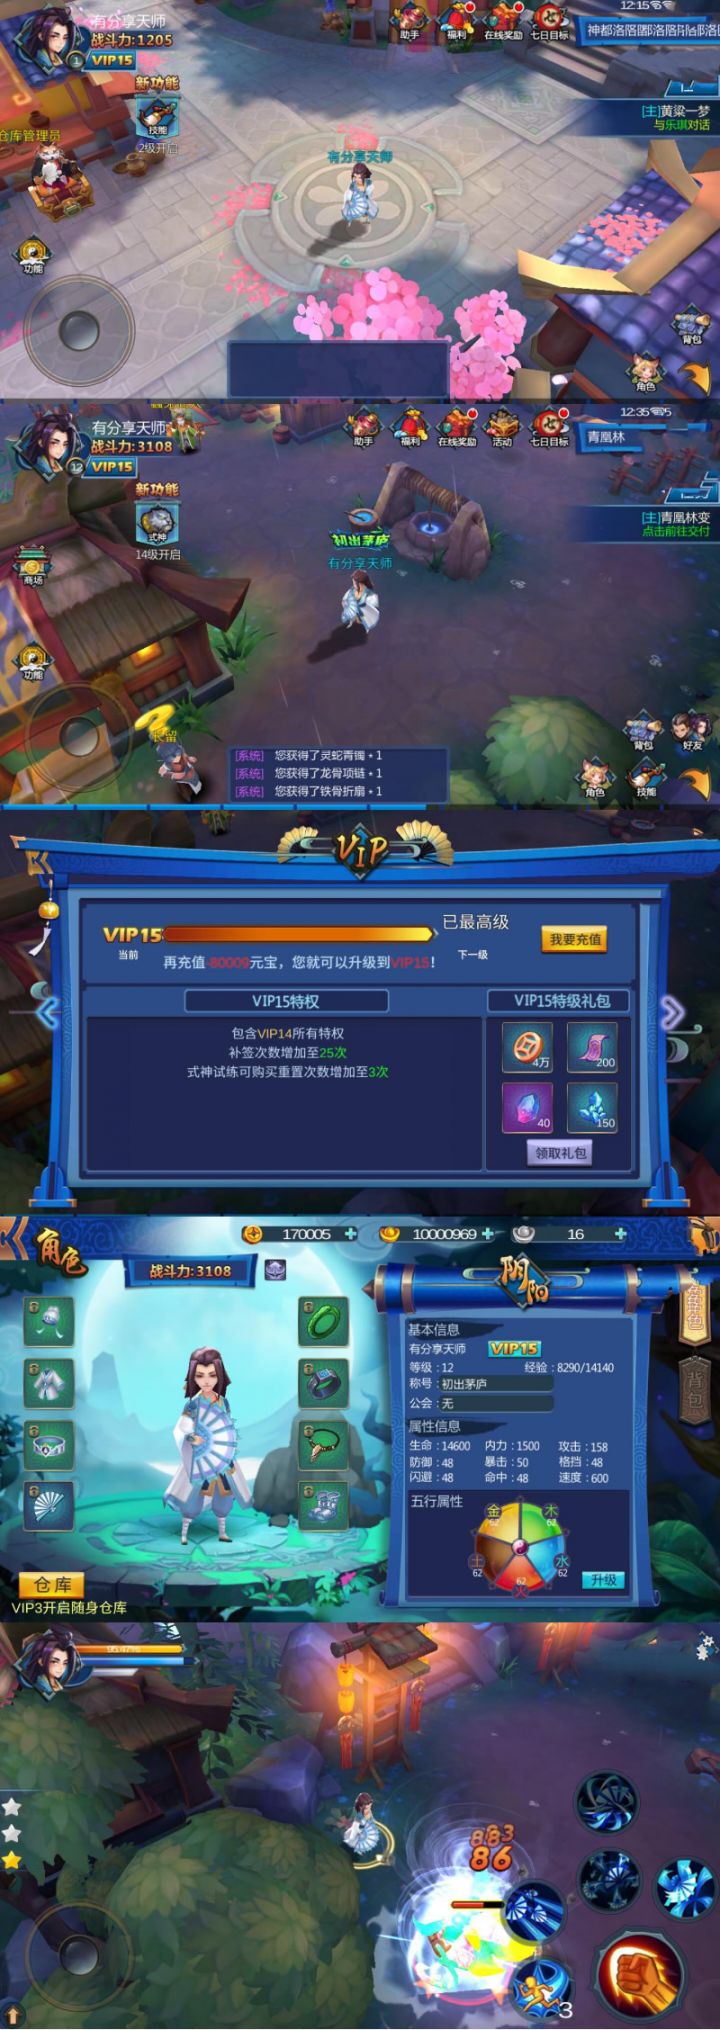 有分享天师
战斗力:1205
1
VIP15
新功能
技能
2级开启
助手
福利
在线奖励
七日目标
12:15
[主]黄粱一梦
与乐琪对话
仓库管理员
有分享天师
功能
背包
角色
有分享天师
战斗力:3108
12
VIP15
新功能
式神
14级开启
助手
福利
在线奖励
活动
七日目标
12:35
青凰林
[主]青凰林变
点击前往交付
初出茅庐
有分享天师
商场
功能
长留
[系统] 您获得了灵蛇青镯*1
[系统] 您获得了龙骨项链*1
[系统] 您获得了铁骨折扇*1
背包
好友
角色
技能
VIP
VIP15
当前
已最高级
下一级
我要充值
再充值-80009元宝，您就可以升级到VIP15!
VIP15特权
包含VIP14所有特权
补签次数增加至25次
式神试练可购买重置次数增加至3次
VIP15特级礼包
4万
200
40
150
领取礼包
角色
170005
10000969
16
战斗力:3108
阴阳
基本信息
有分享天师 VIP15
等级:12 经验:8290/14140
称号:初出茅庐
公会:无
属性信息
生命:14600 内力:1500 攻击:158
防御:48 暴击:50 格挡:48
闪避:48 命中:48 速度:600
五行属性
金
62
木
62
水
62
土
62
62
升级
背包
仓库
VIP3开启随身仓库
883
86
3